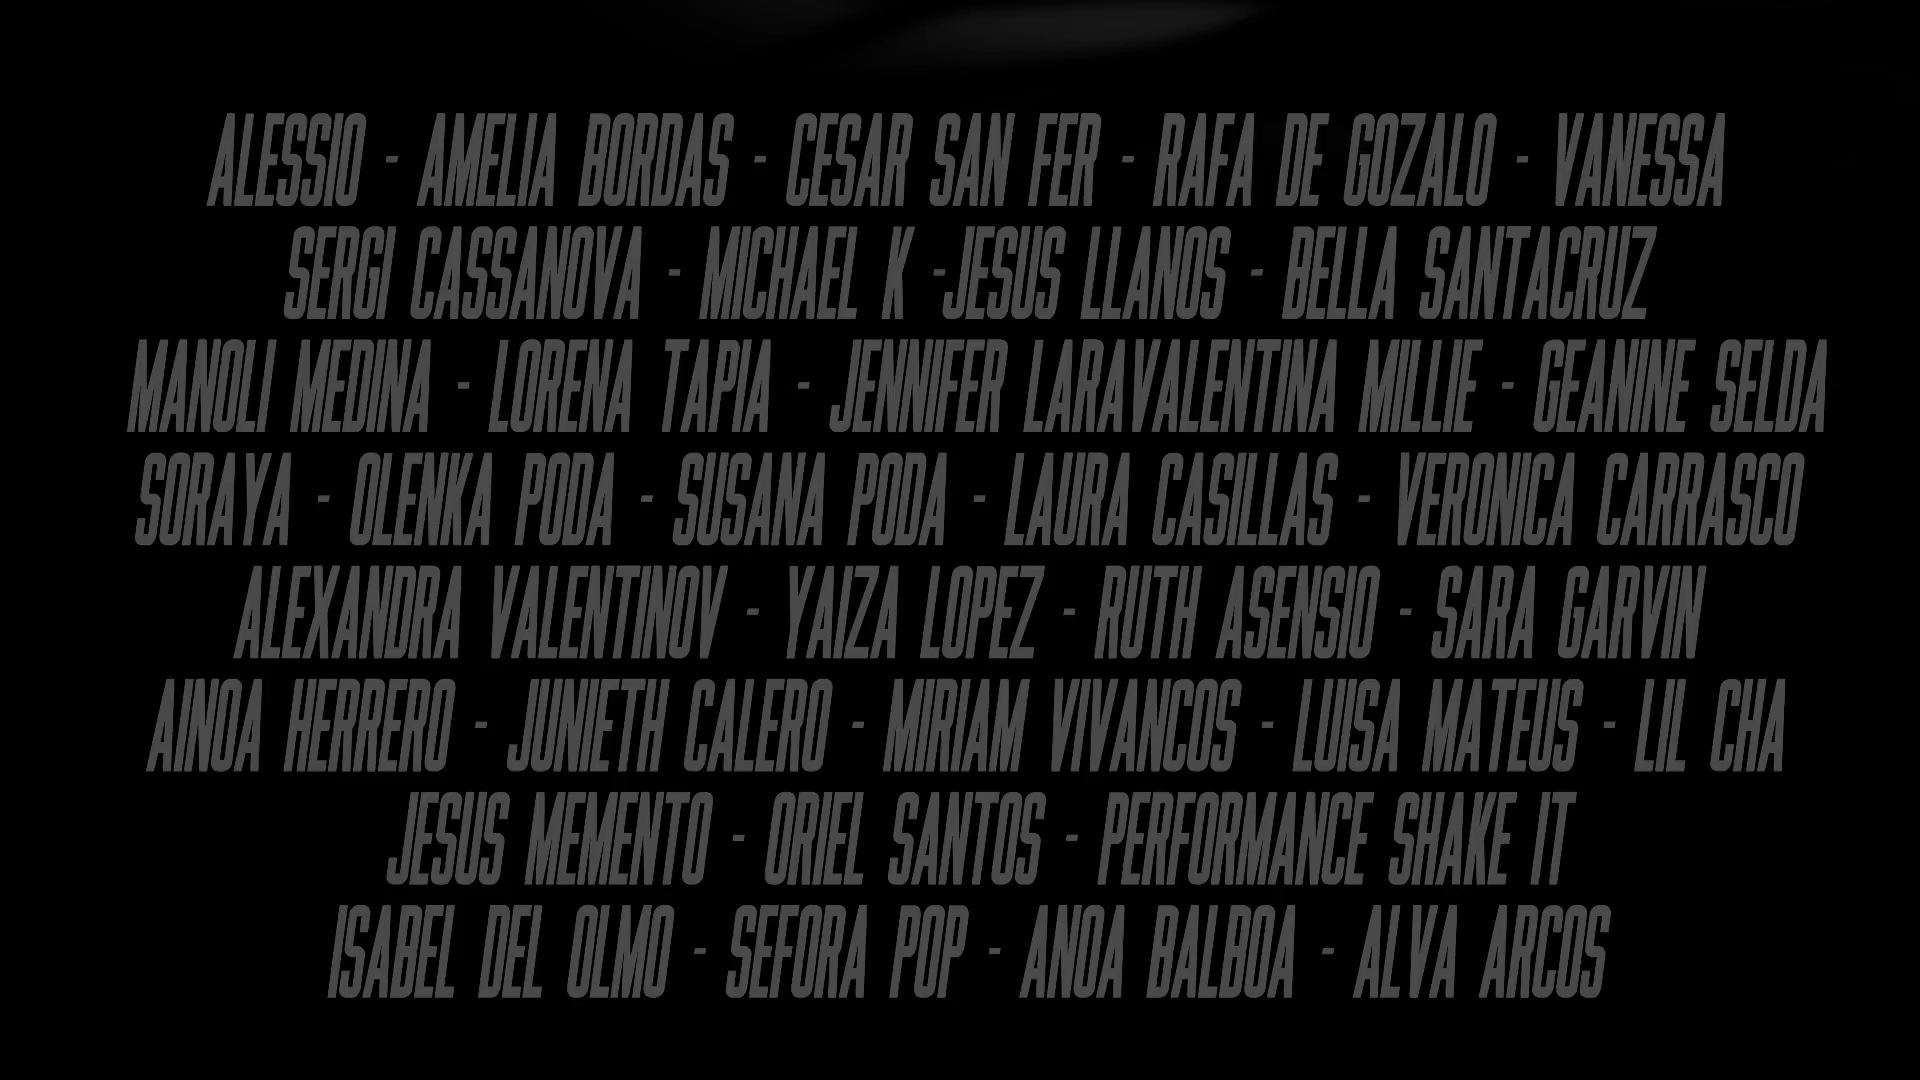 ALESSIO - AMELIA BORDAS - CESAR SAN FER - RAFA DE GOZALO - VANESSA
SERGI CASSANOVA - MICHAEL K -JESUS LLANOS - BELLA SANTACRUZ
MANOLI MEDINA - LORENA TAPIA - JENNIFER LARAVALENTINA MILLIE - GEANINE SELDA
SORAYA - OLENKA PODA - SUSANA PODA - LAURA CASILLAS - VERONICA CARRASCO
ALEXANDRA VALENTINOV - YAIZA LOPEZ - RUTH ASENSIO - SARA GARVIN
AINOA HERRERO - JUNIETH CALERO - MIRIAM VIVANCOS - LUISA MATEUS - LIL CHA
JESUS MEMENTO - ORIEL SANTOS - PERFORMANCE SHAKE IT
ISABEL DEL OLMO - SEFORA POP - ANOA BALBOA - ALVA ARCOS